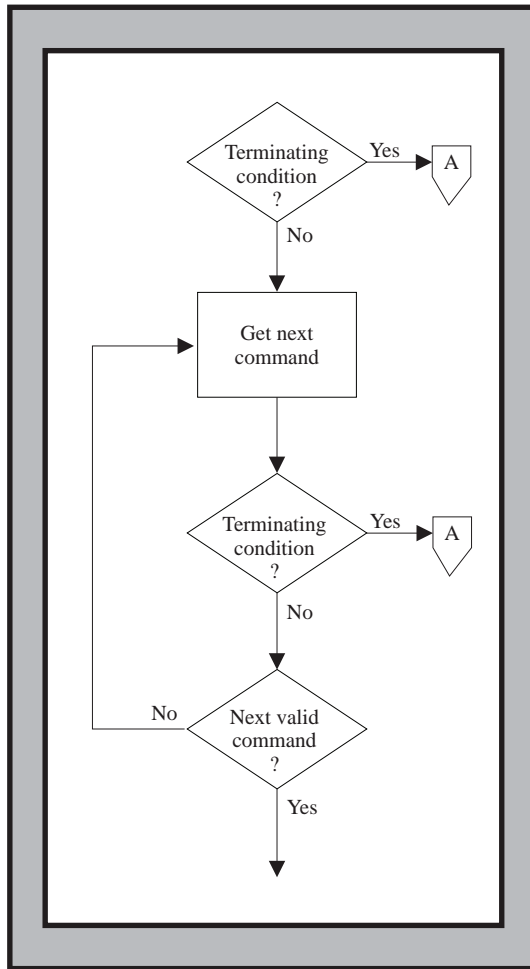 Terminating
condition
?
Yes
A
No
Get next
command
Terminating
condition
?
Yes
A
No
Next valid
command
?
No
Yes